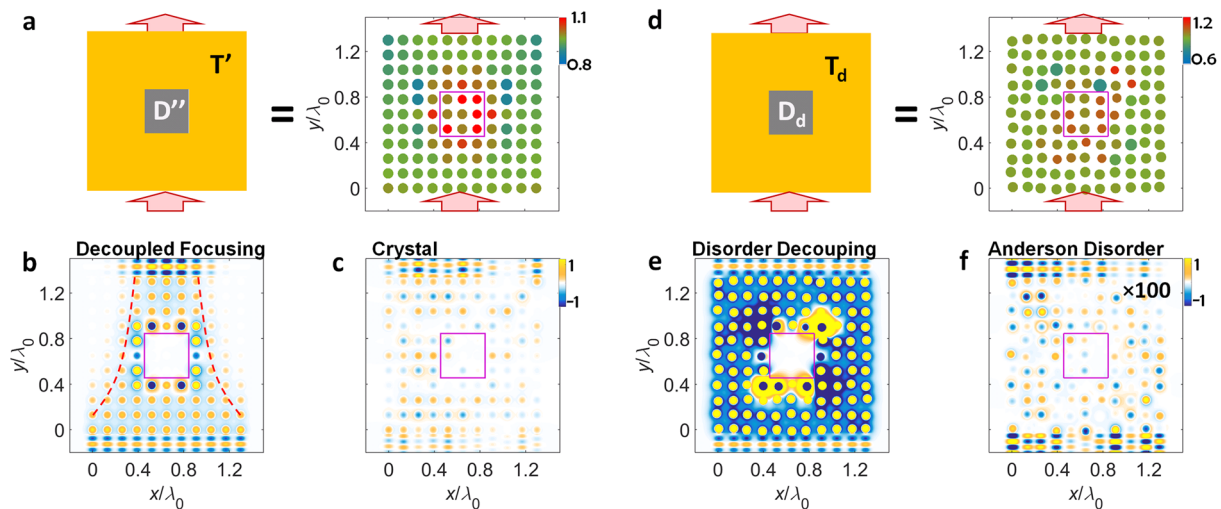 a
T’
D’’
=
1.1
0.8
y/λ0
1.2
0.8
0.4
0
d
Td
Dd
=
1.2
0.6
y/λ0
1.2
0.8
0.4
0
b
Decoupled Focusing
y/λ0
1.2
0.8
0.4
0
0 0.4 0.8 1.2
x/λ0
c
Crystal
1
−1
0 0.4 0.8 1.2
x/λ0
e
Disorder Decouping
y/λ0
1.2
0.8
0.4
0
0 0.4 0.8 1.2
x/λ0
f
Anderson Disorder
×100
1
−1
0 0.4 0.8 1.2
x/λ0